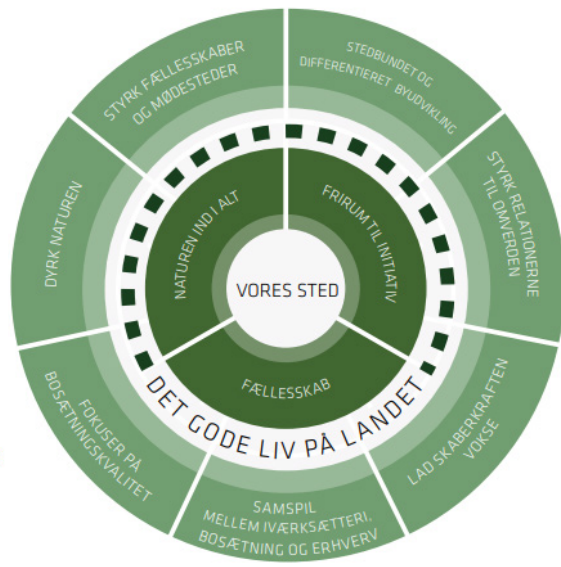 STEDBUNDET OG
DIFFERENTIERET BYUDVIKLING
STYRK RELATIONERNE
TIL OMVERDEN
LAD SKABERKRAFTEN
VOKSE
SAMSPIL
MELLEM IVÆRKSÆTTERI,
BOSÆTNING OG ERHVERV
FOKUSER PÅ
BOSÆTNINGSKVALITET
DYRK NATUREN
STYRK FÆLLESSKABER
OG MØDESTEDER
DET GODE LIV PÅ LANDET
NATUREN IND I ALT
FRIRUM TIL INITIATIV
FÆLLESSKAB
VORES STED